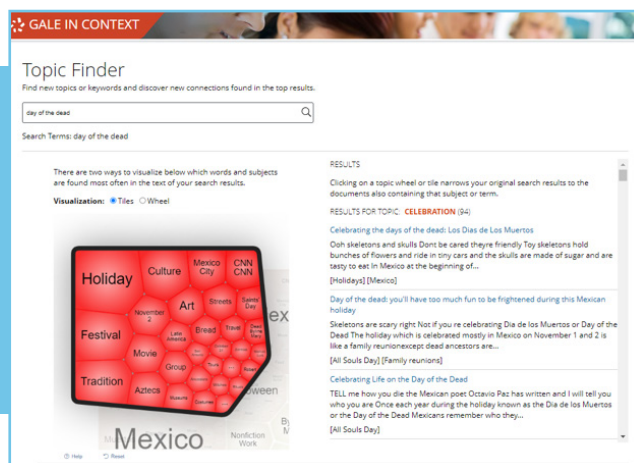 GALE IN CONTEXT
Topic Finder
Find new topics or keywords and discover new connections found in the top results.
day of the dead
Search Terms: day of the dead
There are two ways to visualize below which words and subjects
are found most often in the text of your search results.
Visualization: Tiles Wheel
Holiday
Culture
Mexico
City
CNN
CNN
November
2
Art
Streets
Saints'
Day
Festival
Latin
America
Bread
Travel
Movie
Group
Tradition
Aztecs
Mexico
Nonfiction
Work
Help Reset
RESULTS
Clicking on a topic wheel or tile narrows your original search results to the
documents also containing that subject or term.
RESULTS FOR TOPIC: CELEBRATION (94)
Celebrating the days of the dead: Los Dias de Los Muertos
Ooh skeletons and skulls Dont be cared theyre friendly Toy skeletons hold
bunches of flowers and ride in tiny cars and the skulls are made of sugar and are
tasty to eat In Mexico at the beginning of...
[Holidays] [Mexico]
Day of the dead: you'll have too much fun to be frightened during this Mexican
holiday
Skeletons are scary right Not if you re celebrating Dia de los Muertos or Day of the
Dead The holiday which is celebrated mostly in Mexico on November 1 and 2 is
like a family reunionexcept dead ancestors are...
[All Souls Day] [Family reunions]
Celebrating Life on the Day of the Dead
TELL me how you die the Mexican poet Octavio Paz has written and I will tell you
who you are Once each year during the holiday known as the Dia de los Muertos
or the Day of the Dead Mexicans remember who they...
[All Souls Day]